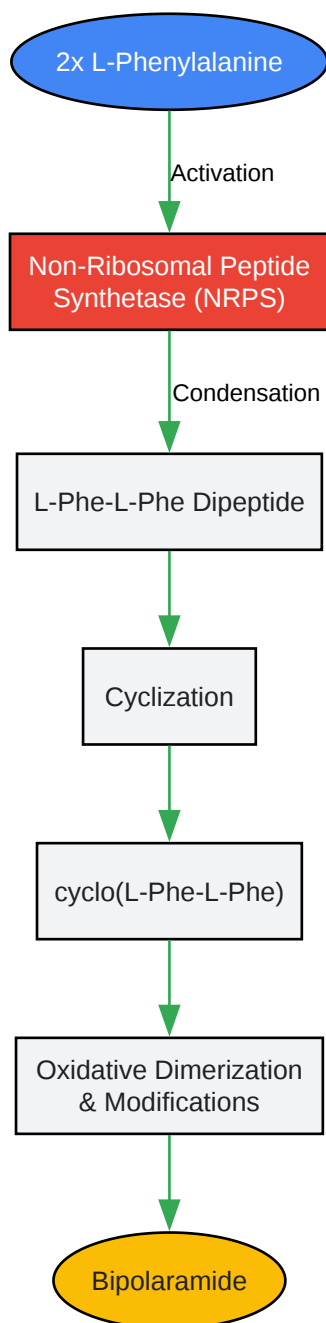 2x L-Phenylalanine
Activation
Non-Ribosomal Peptide
Synthetase (NRPS)
Condensation
L-Phe-L-Phe Dipeptide
Cyclization
cyclo(L-Phe-L-Phe)
Oxidative Dimerization
& Modifications
Bipolaramide